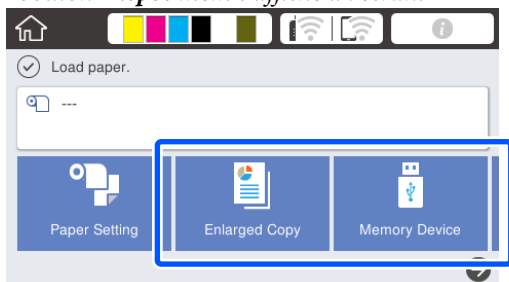 Load paper.
---
Paper Setting
Enlarged Copy
Memory Device